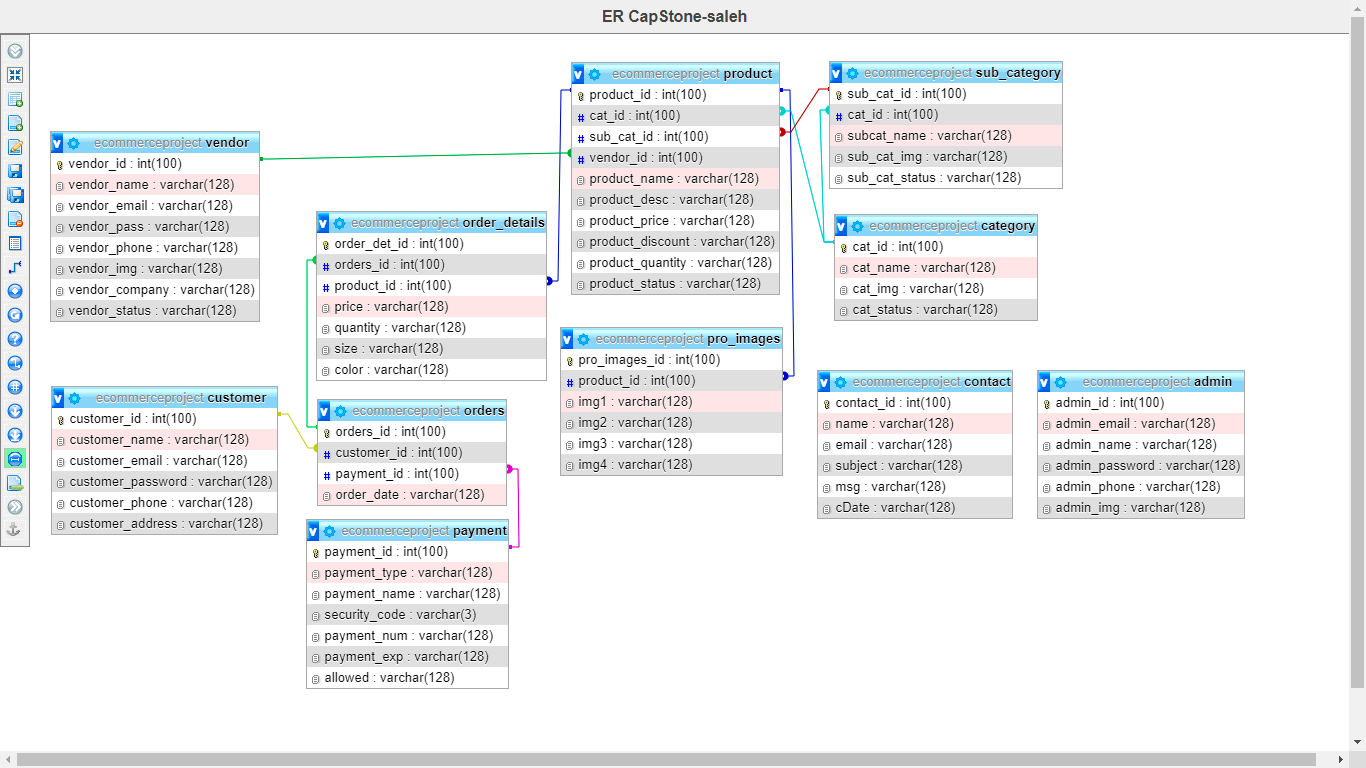 ER CapStone-saleh
ecommerceproject vendor
vendor_id : int(100)
vendor_name : varchar(128)
vendor_email : varchar(128)
vendor_pass : varchar(128)
vendor_phone : varchar(128)
vendor_img : varchar(128)
vendor_company : varchar(128)
vendor_status : varchar(128)
ecommerceproject customer
customer_id : int(100)
customer_name : varchar(128)
customer_email : varchar(128)
customer_password : varchar(128)
customer_phone : varchar(128)
customer_address : varchar(128)
ecommerceproject order_details
order_det_id : int(100)
orders_id : int(100)
product_id : int(100)
price : varchar(128)
quantity : varchar(128)
size : varchar(128)
color : varchar(128)
ecommerceproject orders
orders_id : int(100)
customer_id : int(100)
payment_id : int(100)
order_date : varchar(128)
ecommerceproject payment
payment_id : int(100)
payment_type : varchar(128)
payment_name : varchar(128)
security_code : varchar(3)
payment_num : varchar(128)
payment_exp : varchar(128)
allowed : varchar(128)
ecommerceproject product
product_id : int(100)
cat_id : int(100)
sub_cat_id : int(100)
vendor_id : int(100)
product_name : varchar(128)
product_desc : varchar(128)
product_price : varchar(128)
product_discount : varchar(128)
product_quantity : varchar(128)
product_status : varchar(128)
ecommerceproject pro_images
pro_images_id : int(100)
product_id : int(100)
img1 : varchar(128)
img2 : varchar(128)
img3 : varchar(128)
img4 : varchar(128)
ecommerceproject sub_category
sub_cat_id : int(100)
cat_id : int(100)
subcat_name : varchar(128)
sub_cat_img : varchar(128)
sub_cat_status : varchar(128)
ecommerceproject category
cat_id : int(100)
cat_name : varchar(128)
cat_img : varchar(128)
cat_status : varchar(128)
ecommerceproject contact
contact_id : int(100)
name : varchar(128)
email : varchar(128)
subject : varchar(128)
msg : varchar(128)
cDate : varchar(128)
ecommerceproject admin
admin_id : int(100)
admin_email : varchar(128)
admin_name : varchar(128)
admin_password : varchar(128)
admin_phone : varchar(128)
admin_img : varchar(128)